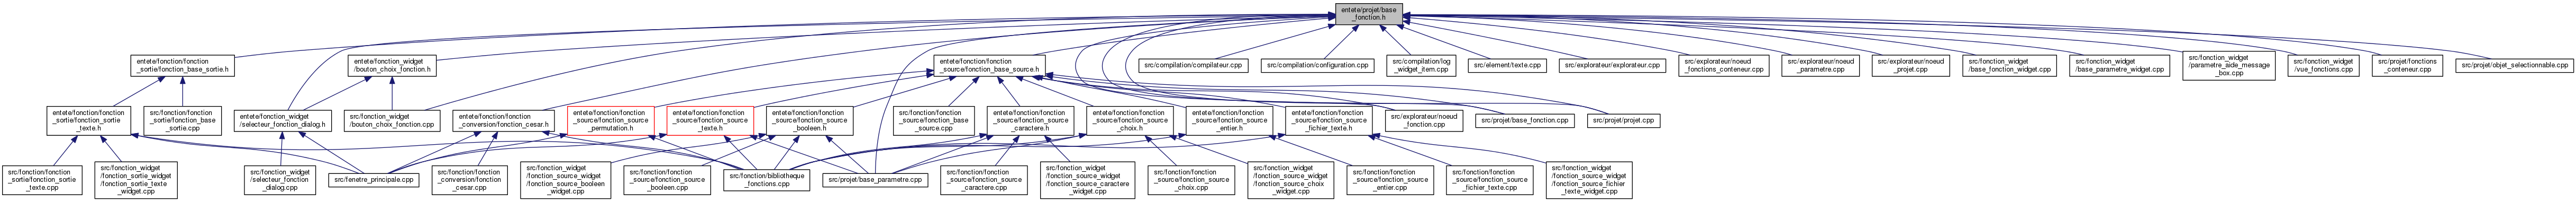 entete/projet/base
_fonction.h
entete/fonction/fonction
_sortie/fonction_base_sortie.h
entete/fonction_widget
/bouton_choix_fonction.h
entete/fonction/fonction
_source/fonction_base_source.h
src/compilation/compilateur.cpp
src/compilation/configuration.cpp
src/compilation/log
_widget_item.cpp
src/element/texte.cpp
src/explorateur/explorateur.cpp
src/explorateur/noeud
_fonctions_conteneur.cpp
src/explorateur/noeud
_parametre.cpp
src/explorateur/noeud
_projet.cpp
src/fonction_widget
/base_fonction_widget.cpp
src/fonction_widget
/base_parametre_widget.cpp
src/fonction_widget
/parametre_aide_message
_box.cpp
src/fonction_widget
/vue_fonctions.cpp
src/projet/fonctions
_conteneur.cpp
src/projet/objet_selectionnable.cpp
entete/fonction/fonction
_sortie/fonction_sortie
_texte.h
src/fonction/fonction
_sortie/fonction_base
_sortie.cpp
entete/fonction_widget
/selecteur_fonction_dialog.h
src/fonction_widget
/bouton_choix_fonction.cpp
entete/fonction/fonction
_conversion/fonction_cesar.h
entete/fonction/fonction
_source/fonction_source
_permutation.h
entete/fonction/fonction
_source/fonction_source
_texte.h
entete/fonction/fonction
_source/fonction_source
_booleen.h
src/fonction/fonction
_source/fonction_base
_source.cpp
entete/fonction/fonction
_source/fonction_source
_caractere.h
entete/fonction/fonction
_source/fonction_source
_choix.h
entete/fonction/fonction
_source/fonction_source
_entier.h
entete/fonction/fonction
_source/fonction_source
_fichier_texte.h
src/explorateur/noeud
_fonction.cpp
src/projet/base_fonction.cpp
src/projet/projet.cpp
src/fonction/fonction
_sortie/fonction_sortie
_texte.cpp
src/fonction_widget
/fonction_sortie_widget
/fonction_sortie_texte
_widget.cpp
src/fonction_widget
/selecteur_fonction
_dialog.cpp
src/fenetre_principale.cpp
src/fonction/fonction
_conversion/fonction
_cesar.cpp
src/fonction_widget
/fonction_source_widget
/fonction_source_booleen
_widget.cpp
src/fonction/fonction
_source/fonction_source
_booleen.cpp
src/fonction/bibliotheque
_fonctions.cpp
src/projet/base_parametre.cpp
src/fonction/fonction
_source/fonction_source
_caractere.cpp
src/fonction_widget
/fonction_source_widget
/fonction_source_caractere
_widget.cpp
src/fonction/fonction
_source/fonction_source
_choix.cpp
src/fonction_widget
/fonction_source_widget
/fonction_source_choix
_widget.cpp
src/fonction/fonction
_source/fonction_source
_entier.cpp
src/fonction/fonction
_source/fonction_source
_fichier_texte.cpp
src/fonction_widget
/fonction_source_widget
/fonction_source_fichier
_texte_widget.cpp